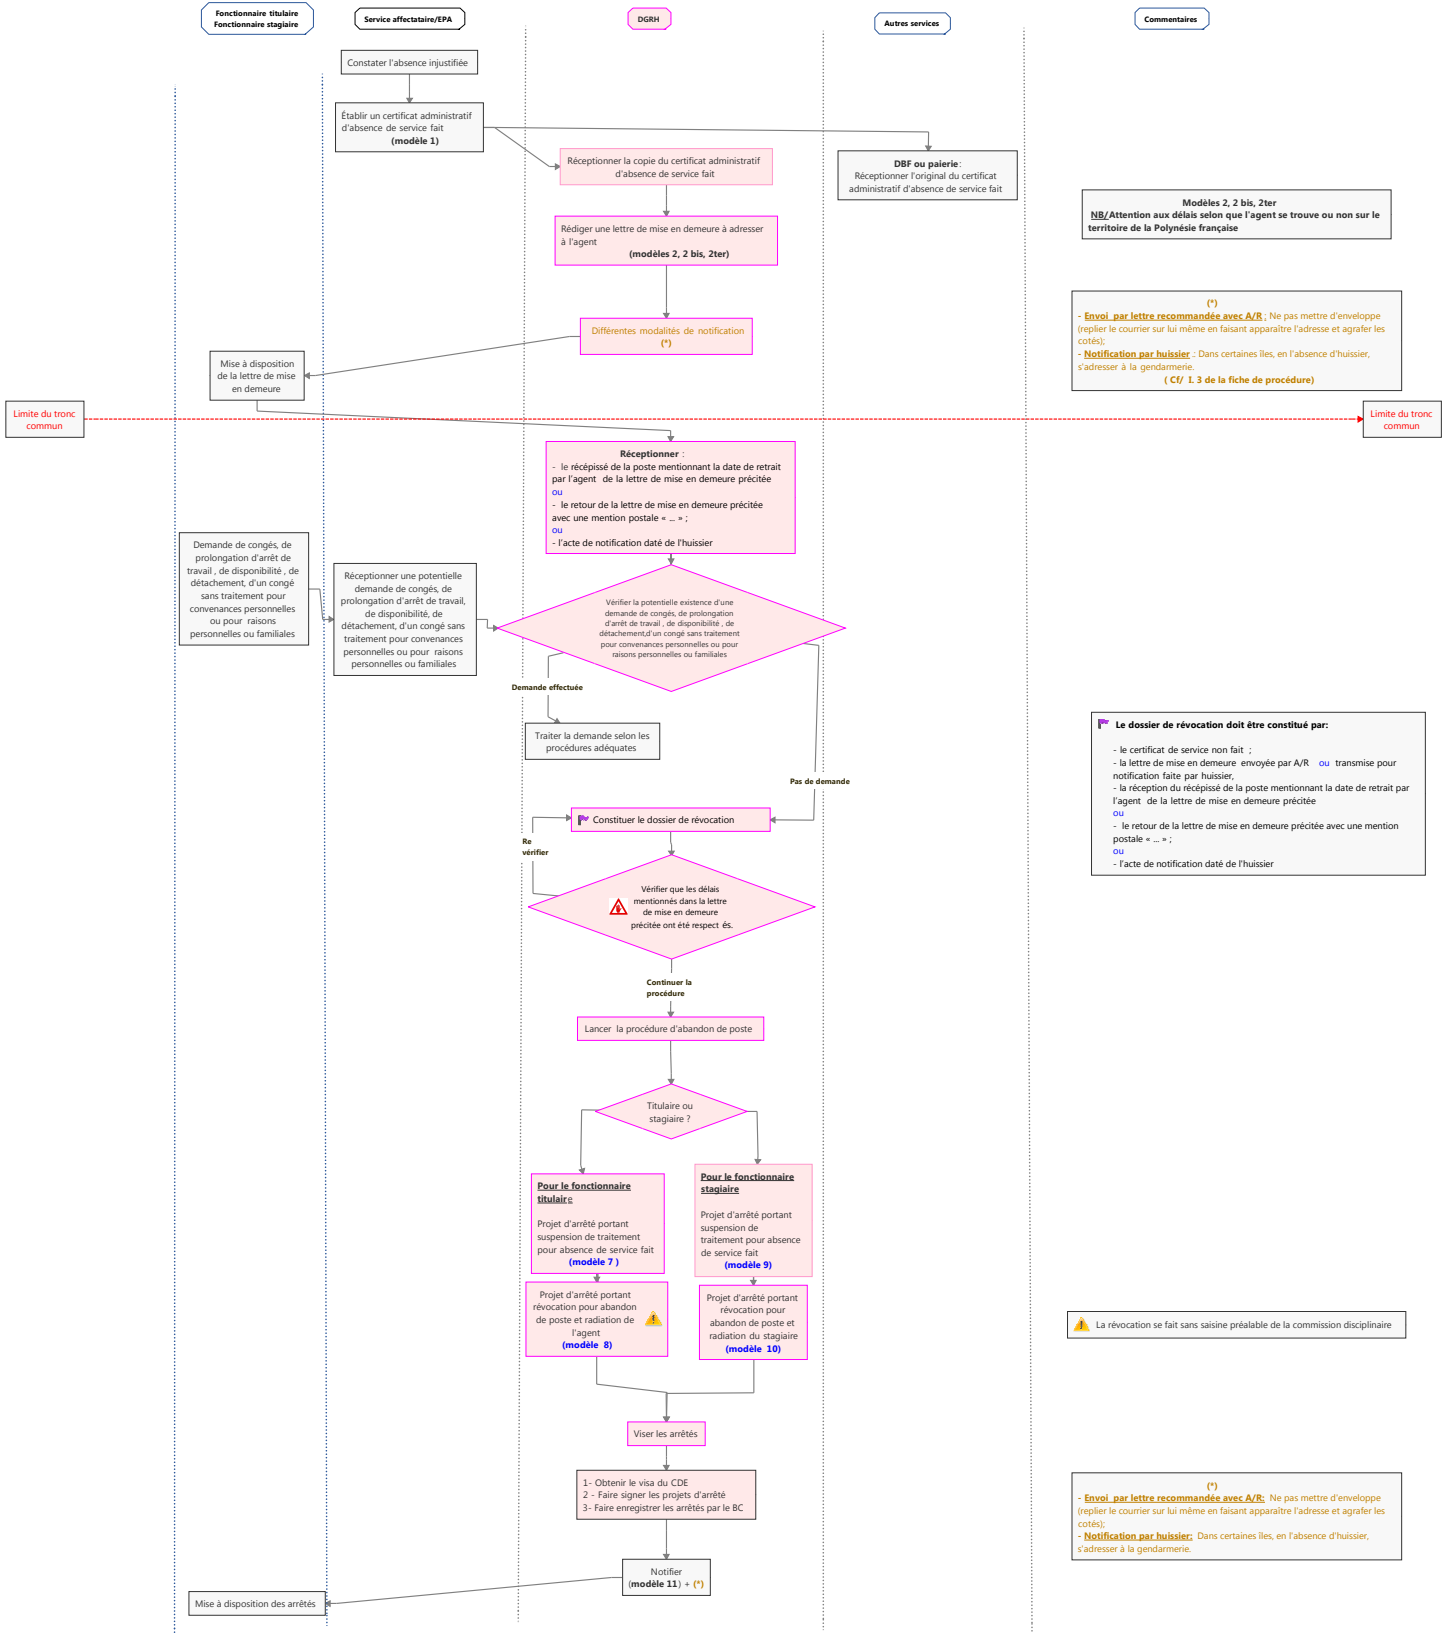 Fonctionnaire titulaire
Fonctionnaire stagiaire
Service affectataire/EPA
DGRH
Autres services
Commentaires
Constater l'absence injustifiée
Établir un certificat administratif
d'absence de service fait
(modèle 1)
Réceptionner la copie du certificat administratif
d'absence de service fait
DBF ou paierie:
Réceptionner l'original du certificat
administratif d'absence de service fait
Modèles 2, 2 bis, 2ter
NB/Attention aux délais selon que l'agent se trouve ou non sur le
territoire de la Polynésie française
Rédiger une lettre de mise en demeure à adresser
à l'agent
(modèles 2, 2 bis, 2ter)
(*)
- Envoi par lettre recommandée avec A/R ; Ne pas mettre d'enveloppe
(replier le courrier sur lui même en faisant apparaître l'adresse et agrafer les
cotés);
- Notification par huissier .: Dans certaines îles, en l'absence d'huissier,
s'adresser à la gendarmerie.
( Cf/ I. 3 de la fiche de procédure)
Différentes modalités de notification
(*)
Mise à disposition
de la lettre de mise
en demeure
Limite du tronc
commun
Limite du tronc
commun
Réceptionner :
- le récépissé de la poste mentionnant la date de retrait
par l'agent de la lettre de mise en demeure précitée
ou
- le retour de la lettre de mise en demeure précitée
avec une mention postale « ... » ;
ou
- l'acte de notification daté de l'huissier
Demande de congés, de
prolongation d'arrêt de
travail , de disponibilité , de
détachement, d'un congé
sans traitement pour
convenances personnelles
ou pour raisons
personnelles ou familiales
Réceptionner une potentielle
demande de congés, de
prolongation d'arrêt de travail,
de disponibilité, de
détachement, d'un congé sans
traitement pour convenances
personnelles ou pour raisons
personnelles ou familiales
Vérifier la potentielle existence d'une
demande de congés, de prolongation
d'arrêt de travail , de disponibilité , de
détachement,d'un congé sans traitement
pour convenances personnelles ou pour
raisons personnelles ou familiales
Demande effectuée
Traiter la demande selon les
procédures adéquates
Pas de demande
Le dossier de révocation doit être constitué par:
- le certificat de service non fait ;
- la lettre de mise en demeure envoyée par A/R ou transmise pour
notification faite par huissier,
- la réception du récépissé de la poste mentionnant la date de retrait par
l'agent de la lettre de mise en demeure précitée
ou
- le retour de la lettre de mise en demeure précitée avec une mention
postale « ... » ;
ou
- l'acte de notification daté de l'huissier
Constituer le dossier de révocation
Re
vérifier
Vérifier que les délais
mentionnés dans la lettre
de mise en demeure
précitée ont été respect és.
Continuer la
procédure
Lancer la procédure d'abandon de poste
Titulaire ou
stagiaire ?
Pour le fonctionnaire
titulaire
Projet d'arrêté portant
suspension de traitement
pour absence de service fait
(modèle 7 )
Pour le fonctionnaire
stagiaire
Projet d'arrêté portant
suspension de
traitement pour absence
de service fait
(modèle 9)
Projet d'arrêté portant
révocation pour abandon
de poste et radiation de
l'agent
(modèle 8)
Projet d'arrêté portant
révocation pour
abandon de poste et
radiation du stagiaire
(modèle 10)
La révocation se fait sans saisine préalable de la commission disciplinaire
Viser les arrêtés
1- Obtenir le visa du CDE
2 - Faire signer les projets d'arrêté
3- Faire enregistrer les arrêtés par le BC
(*)
- Envoi par lettre recommandée avec A/R: Ne pas mettre d'enveloppe
(replier le courrier sur lui même en faisant apparaître l'adresse et agrafer les
cotés);
- Notification par huissier: Dans certaines îles, en l'absence d'huissier,
s'adresser à la gendarmerie.
Notifier
(modèle 11) + (*)
Mise à disposition des arrêtés